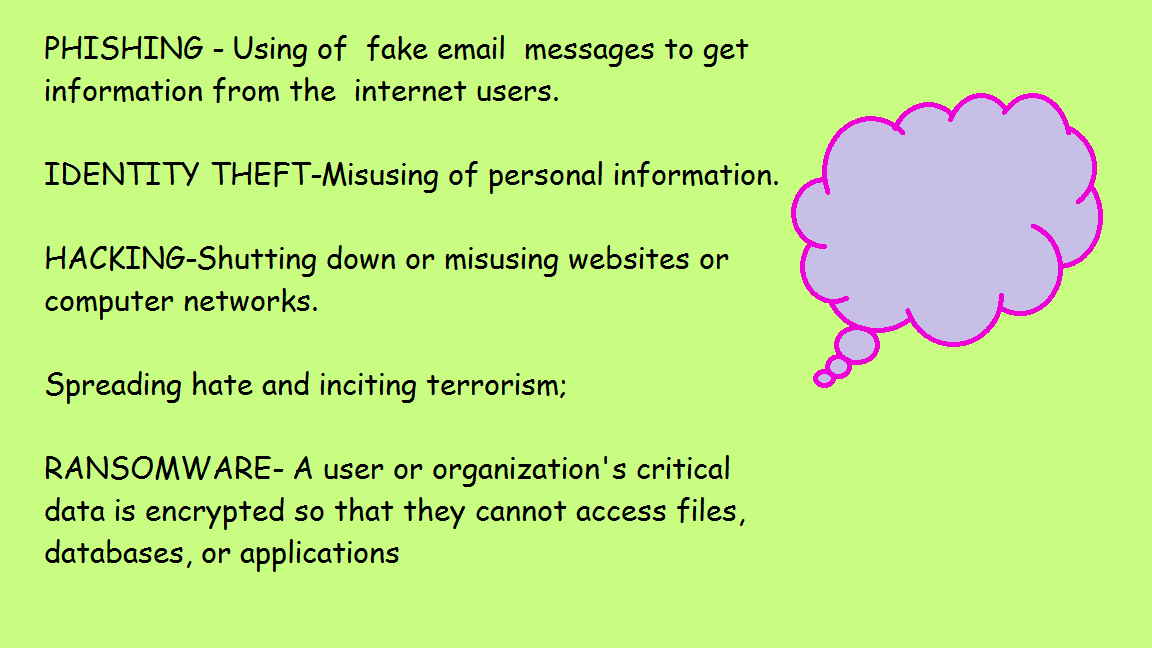 PHISHING - Using of  fake email  messages to get
information from the  internet users.
IDENTITY THEFT-Misusing of personal information.
HACKING-Shutting down or misusing websites or
computer networks.
Spreading hate and inciting terrorism;
RANSOMWARE- A user or organization's critical
data is encrypted so that they cannot access files,
databases, or applications